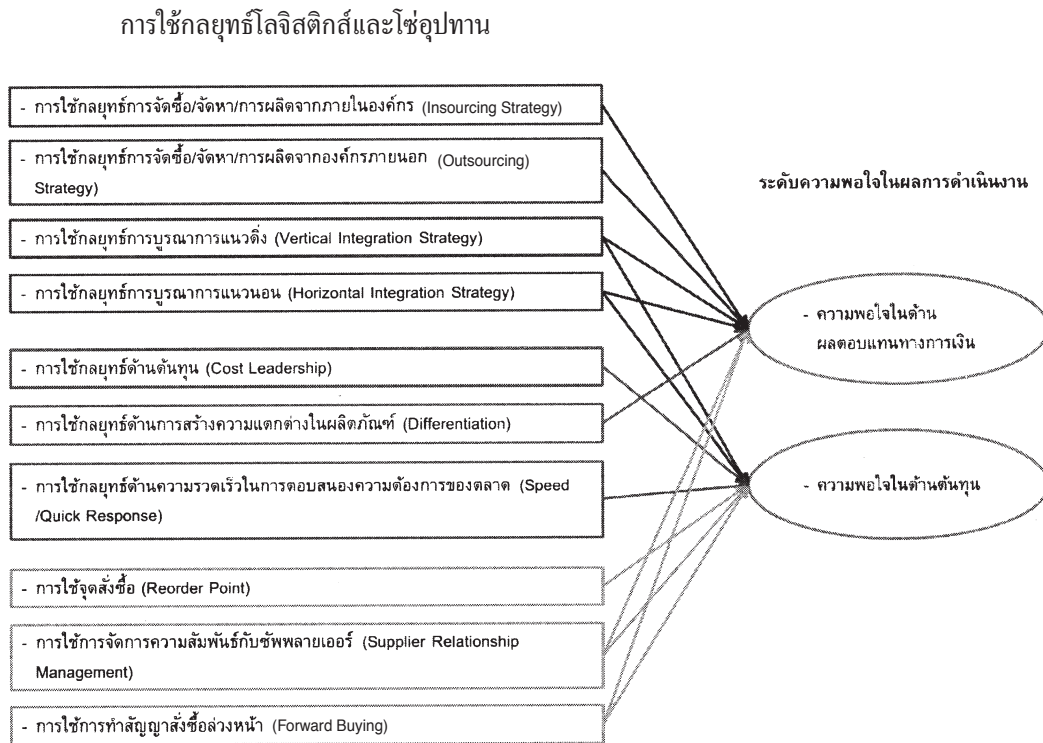 การใช้กลยุทธ์โลจิสติกส์และโซ่อุปทาน
- การใช้กลยุทธ์การจัดซื้อ/จัดหา/การผลิตจากภายในองค์กร (Insourcing Strategy)
- การใช้กลยุทธ์การจัดซื้อ/จัดหา/การผลิตจากองค์กรภายนอก (Outsourcing)
Strategy)
ระดับความพอใจในผลการดำเนินงาน
- การใช้กลยุทธ์การบูรณาการแนวดิ่ง (Vertical Integration Strategy)
- การใช้กลยุทธ์การบูรณาการแนวนอน (Horizontal Integration Strategy)
- ความพอใจในด้าน
ผลตอบแทนทางการเงิน
- การใช้กลยุทธ์ด้านต้นทุน (Cost Leadership)
- การใช้กลยุทธ์ด้านการสร้างความแตกต่างในผลิตภัณฑ์ (Differentiation)
- การใช้กลยุทธ์ด้านความรวดเร็วในการตอบสนองความต้องการของตลาด (Speed
/Quick Response)
- ความพอใจในด้านต้นทุน
- การใช้จุดสั่งซื้อ (Reorder Point)
- การใช้การจัดการความสัมพันธ์กับซัพพลายเออร์ (Supplier Relationship
Management)
- การใช้การทำสัญญาสั่งซื้อล่วงหน้า (Forward Buying)